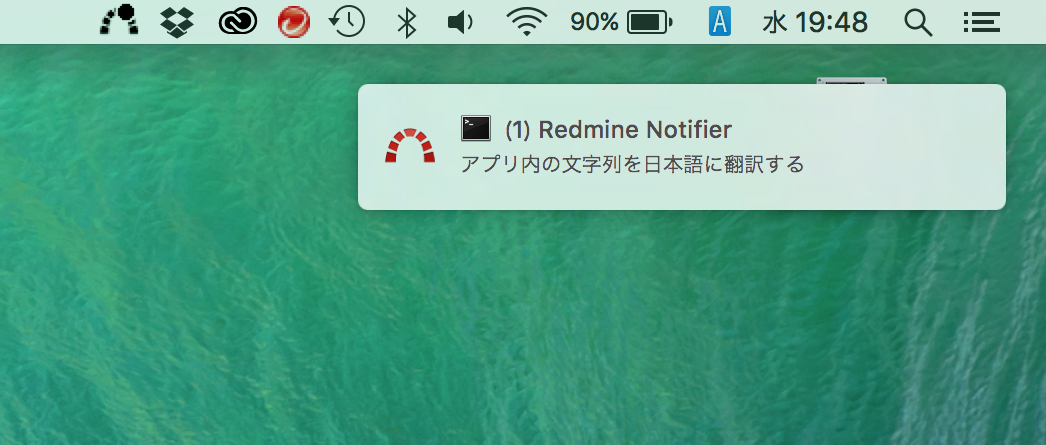 90% A 水 19:48
(1) Redmine Notifier
アプリ内の文字列を日本語に翻訳する